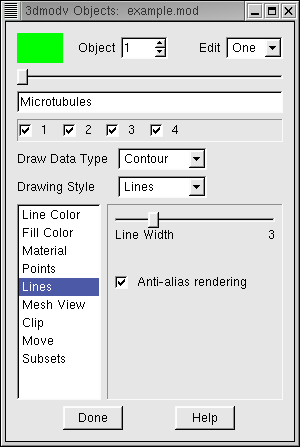 3dmodv Objects: example.mod
Object 1 Edit One
Microtubules
1 2 3 4
Draw Data Type Contour
Drawing Style Lines
Line Color
Fill Color
Material
Points
Lines
Mesh View
Clip
Move
Subsets
Line Width 3
Anti-alias rendering
Done Help